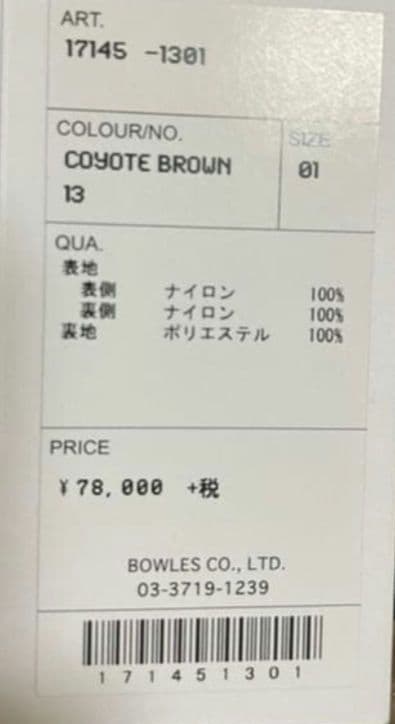 ART.
17145 -1301
COLOUR/NO. SIZE
COYOTE BROWN 01
13
QUA.
表地
表側 ナイロン 100%
裏側 ナイロン 100%
裏地 ポリエステル 100%
PRICE
¥78,000 +税
BOWLES CO., LTD.
03-3719-1239
171451301